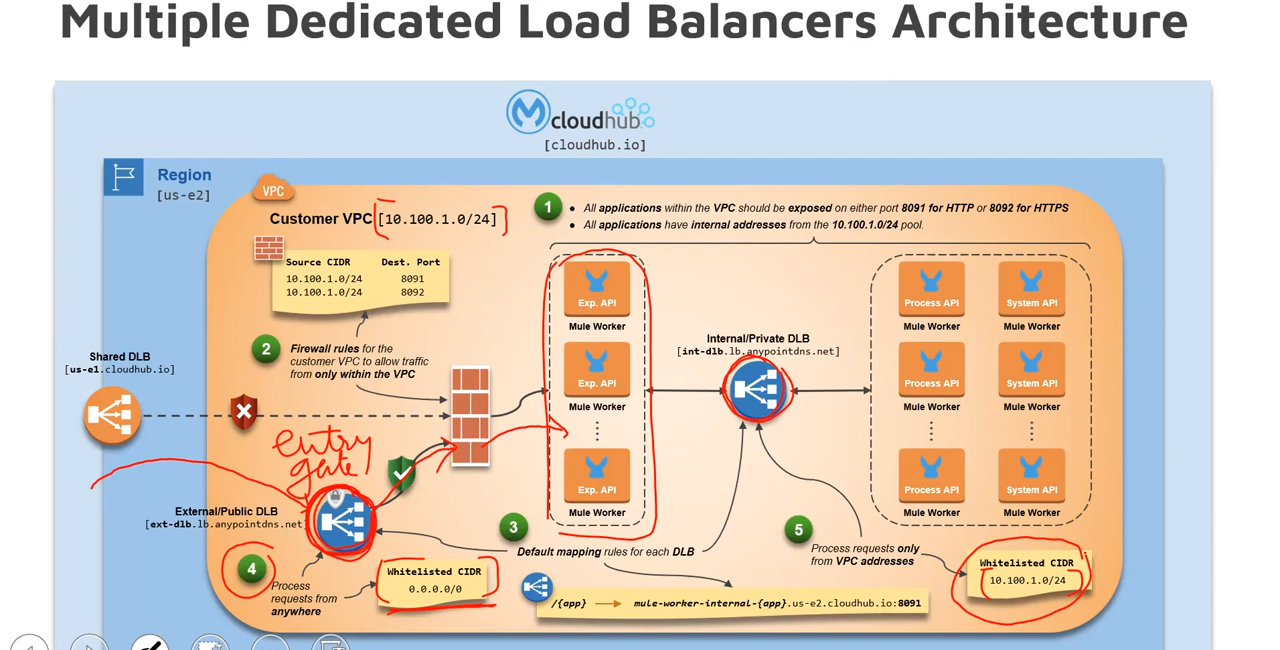 Multiple Dedicated Load Balancers Architecture
cloudhub
[cloudhub.io]
Region
[us-e2]
VPC
Customer VPC [10.100.1.0/24]
1
All applications within the VPC should be exposed on either port 8091 for HTTP or 8092 for HTTPS
All applications have internal addresses from the 10.100.1.0/24 pool.
Source CIDR Dest. Port
10.100.1.0/24 8091
10.100.1.0/24 8092
2
Firewall rules for the
customer VPC to allow traffic
from only within the VPC
Shared DLB
[us-e1.cloudhub.io]
entry
gate
External/Public DLB
[ext-dlb.lb.anypointdns.net]
4
Process
requests from
anywhere
Whitelisted CIDR
0.0.0.0/0
Exp. API
Mule Worker
Exp. API
Mule Worker
Exp. API
Mule Worker
Internal/Private DLB
[int-dlb.lb.anypointdns.net]
Process API
Mule Worker
System API
Mule Worker
Process API
Mule Worker
System API
Mule Worker
Process API
Mule Worker
System API
Mule Worker
3
Default mapping rules for each DLB
/{app} mule-worker-internal-{app}.us-e2.cloudhub.io:8091
5
Process requests only
from VPC addresses
Whitelisted CIDR
10.100.1.0/24